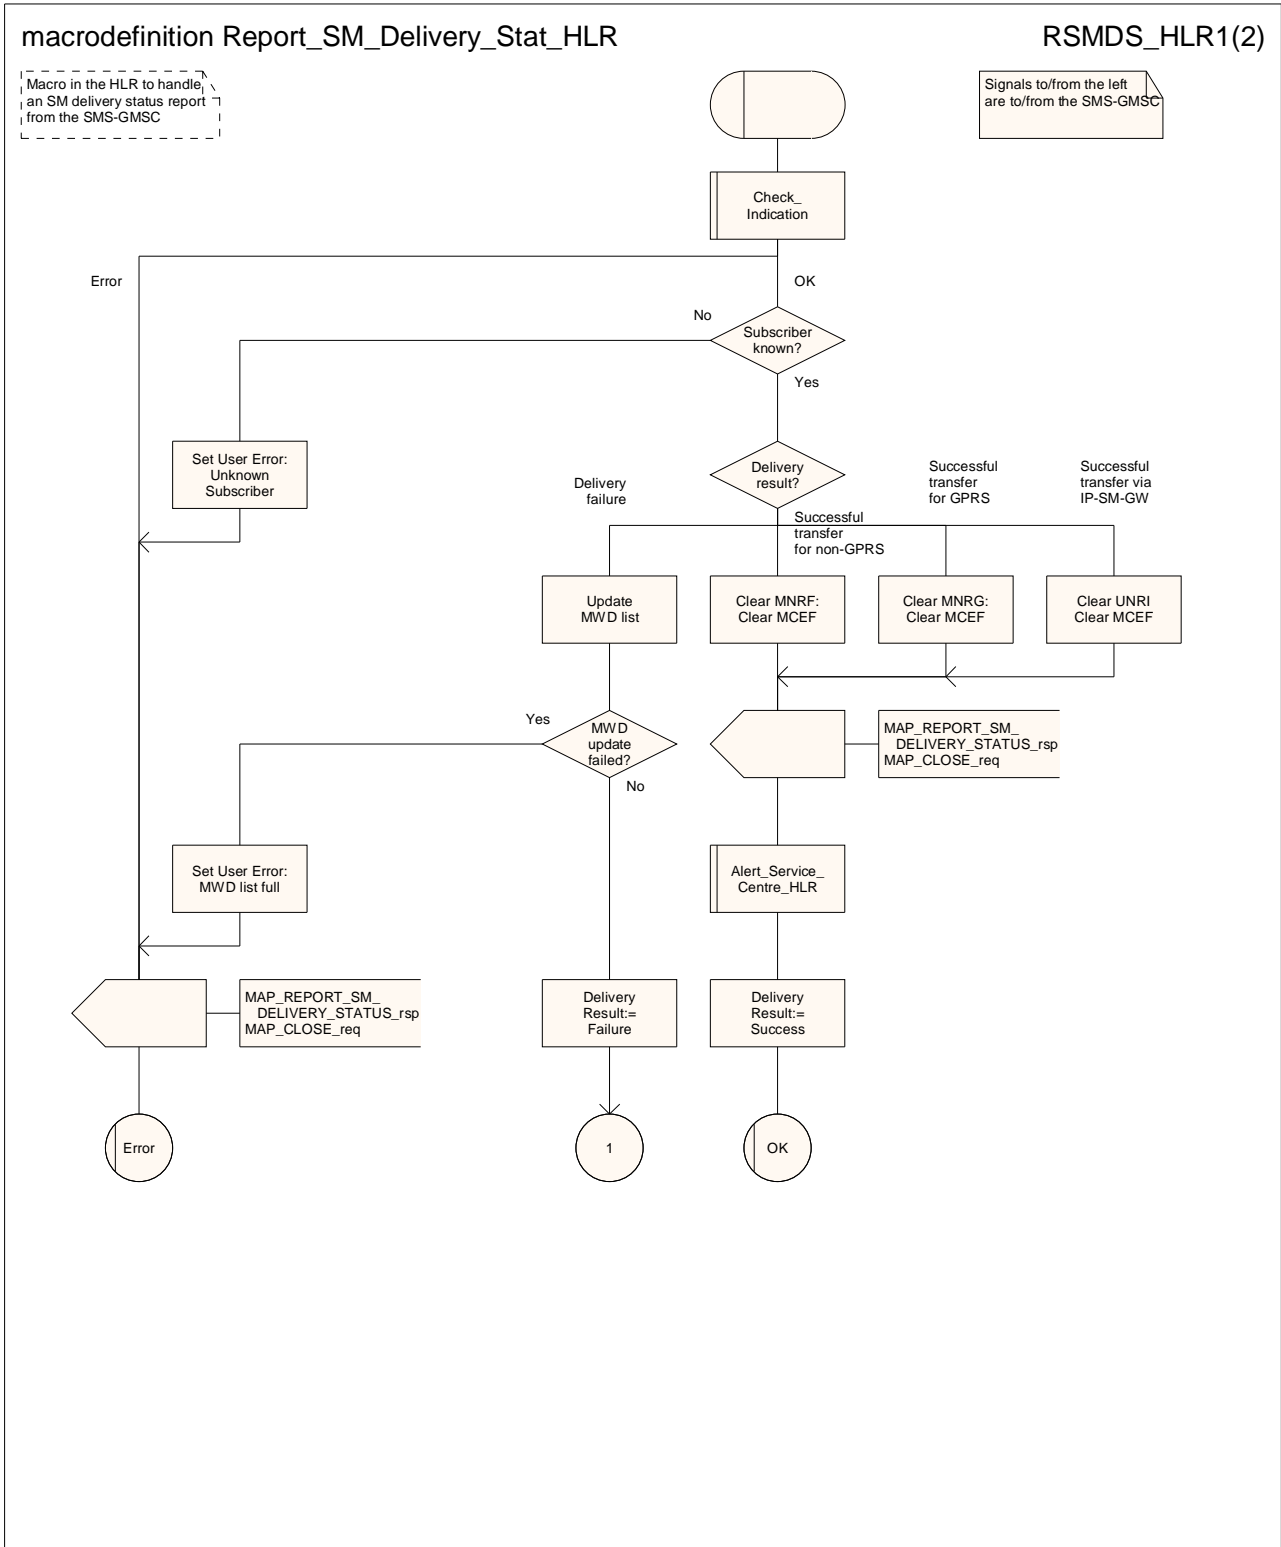 macrodefinition Report_SM_Delivery_Stat_HLR
RSMDS_HLR1(2)
Macro in the HLR to handle
an SM delivery status report
from the SMS-GMSC
Signals to/from the left
are to/from the SMS-GMSC
Check_
Indication
Error
OK
No
Subscriber
known?
Yes
Set User Error:
Unknown
Subscriber
Delivery
result?
Delivery
failure
Successful
transfer
for non-GPRS
Successful
transfer
for GPRS
Successful
transfer via
IP-SM-GW
Update
MWD list
Clear MNRF:
Clear MCEF
Clear MNRG:
Clear MCEF
Clear UNRI
Clear MCEF
Yes
MWD
update
failed?
No
MAP_REPORT_SM_
DELIVERY_STATUS_rsp
MAP_CLOSE_req
Set User Error:
MWD list full
Alert_Service_
Centre_HLR
MAP_REPORT_SM_
DELIVERY_STATUS_rsp
MAP_CLOSE_req
Delivery
Result:=
Failure
Delivery
Result:=
Success
Error
1
OK